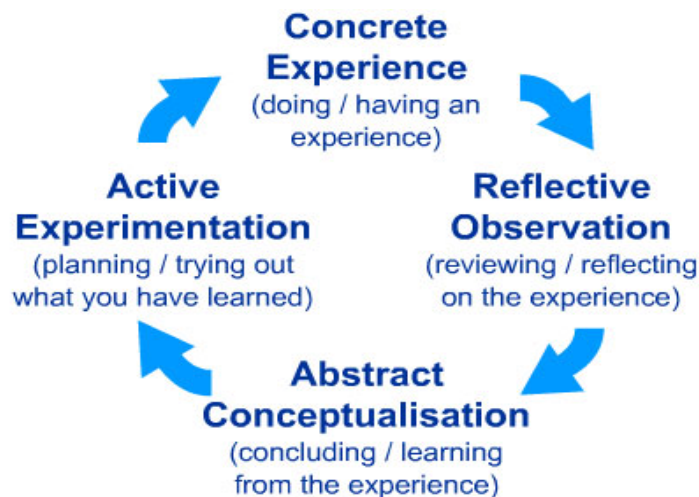 Concrete
Experience
(doing / having an
experience)
Reflective
Observation
(reviewing / reflecting
on the experience)
Abstract
Conceptualisation
(concluding / learning
from the experience)
Active
Experimentation
(planning / trying out
what you have learned)